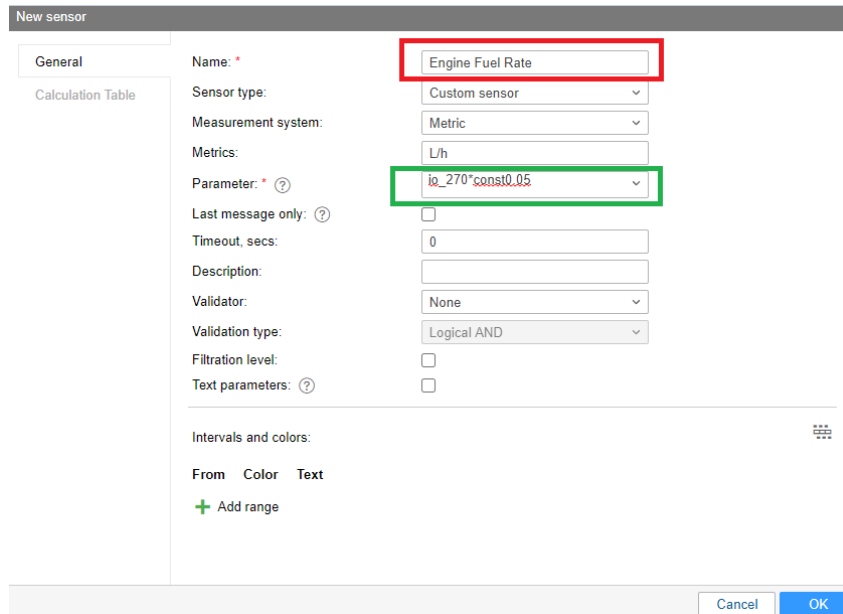 New sensor
General
Calculation Table
Name: * Engine Fuel Rate
Sensor type: Custom sensor
Measurement system: Metric
Metrics: L/h
Parameter: * ? io_270*const0.05
Last message only: ?
Timeout, secs: 0
Description:
Validator: None
Validation type: Logical AND
Filtration level:
Text parameters: ?
Intervals and colors:
From Color Text
+ Add range
Cancel OK